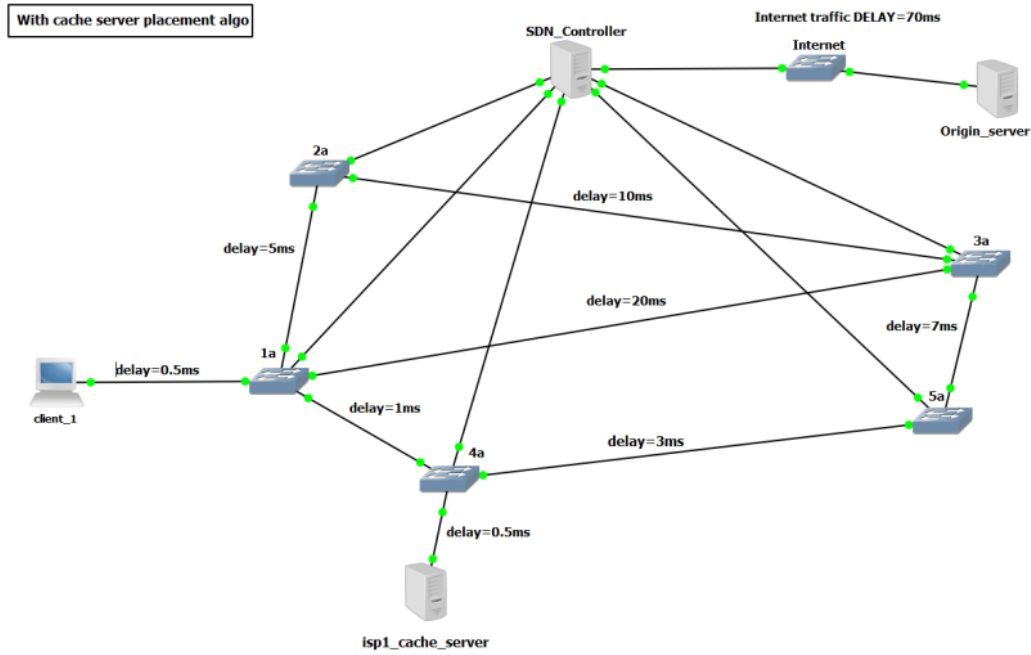 With cache server placement algo
Internet traffic DELAY=70ms
SDN_Controller
Internet
Origin_server
2a
delay=10ms
3a
delay=5ms
delay=20ms
delay=7ms
1a
delay=0.5ms
client_1
delay=1ms
5a
4a
delay=3ms
delay=0.5ms
isp1_cache_server